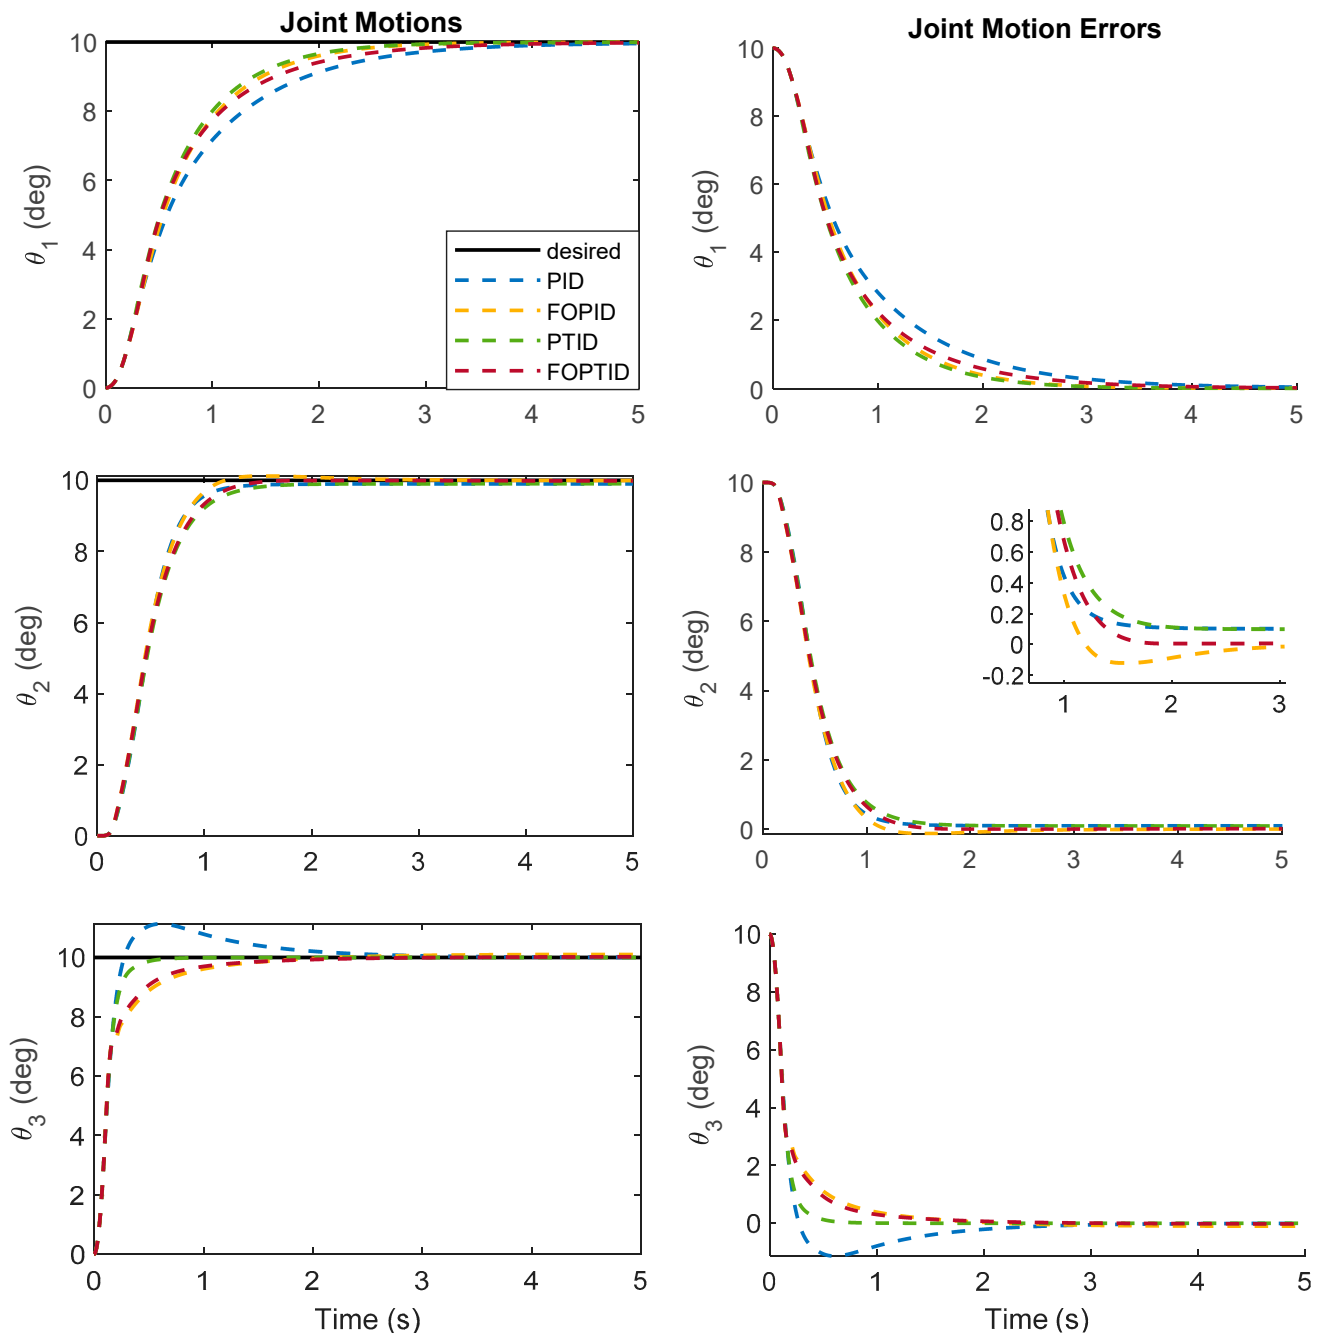 Joint Motions
10
8
6
4
2
0
θ1 (deg)
0 1 2 3 4 5
desired
PID
FOPID
PTID
FOPTID
Joint Motion Errors
10
8
6
4
2
0
θ1 (deg)
0 1 2 3 4 5
10
8
6
4
2
0
θ2 (deg)
0 1 2 3 4 5
10
8
6
4
2
0
θ2 (deg)
0 1 2 3 4 5
0.8
0.6
0.4
0.2
0
-0.2
1 2 3
10
8
6
4
2
0
θ3 (deg)
0 1 2 3 4 5
Time (s)
10
8
6
4
2
0
θ3 (deg)
0 1 2 3 4 5
Time (s)